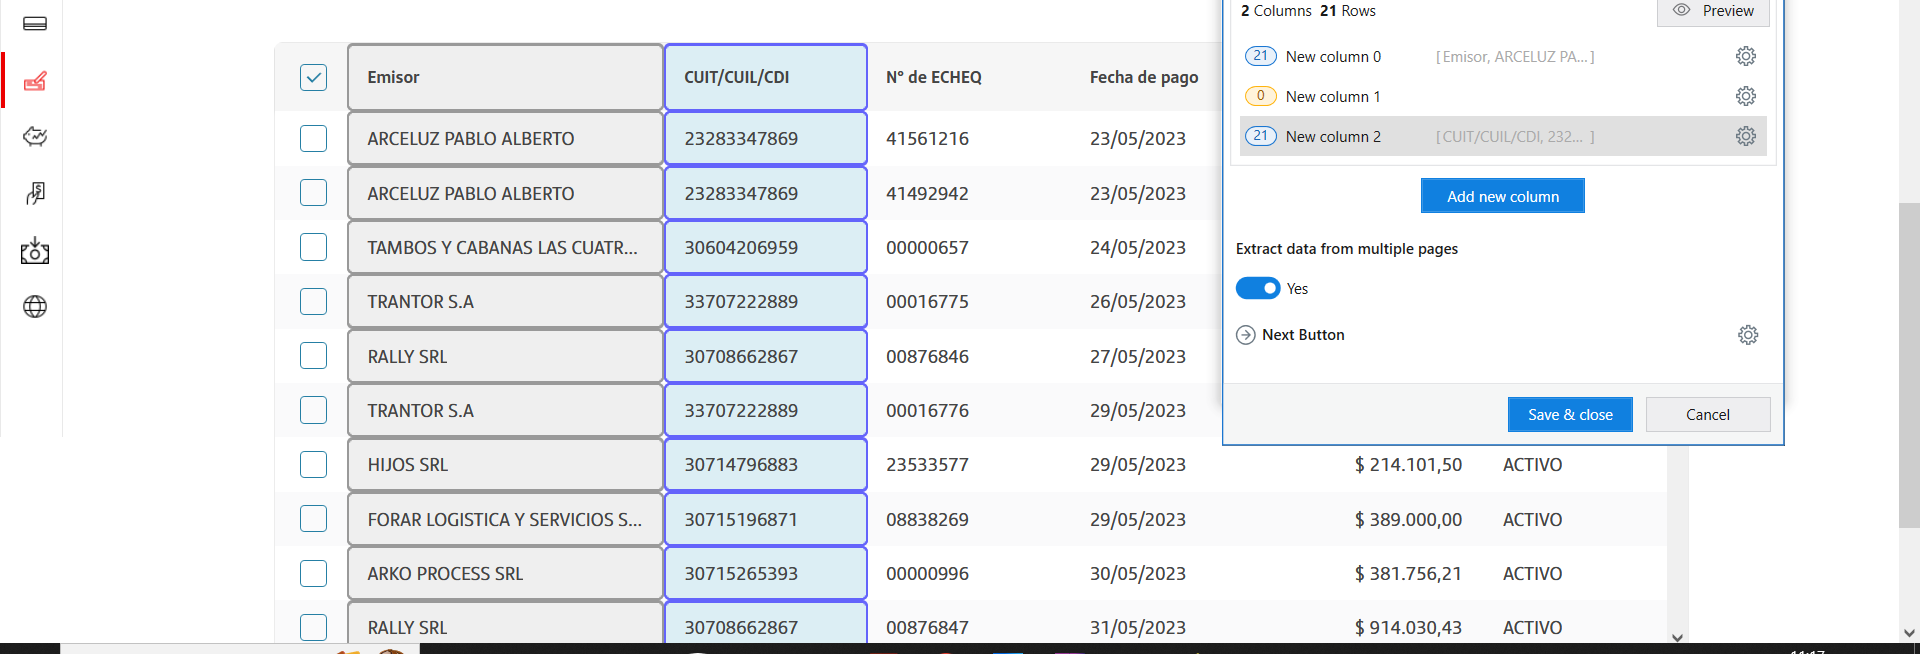 2 Columns 21 Rows
Preview
21 New column 0 [ Emisor, ARCELUZ PA... ]
0 New column 1
21 New column 2 [ CUIT/CUIL/CDI, 232... ]
Add new column
Extract data from multiple pages
Yes
Next Button
Save & close Cancel
Emisor CUIT/CUIL/CDI N° de ECHEQ Fecha de pago
ARCELUZ PABLO ALBERTO 23283347869 41561216 23/05/2023
ARCELUZ PABLO ALBERTO 23283347869 41492942 23/05/2023
TAMBOS Y CABANAS LAS CUATR... 30604206959 00000657 24/05/2023
TRANTOR S.A 33707222889 00016775 26/05/2023
RALLY SRL 30708662867 00876846 27/05/2023
TRANTOR S.A 33707222889 00016776 29/05/2023
HIJOS SRL 30714796883 23533577 29/05/2023 $ 214.101,50 ACTIVO
FORAR LOGISTICA Y SERVICIOS S... 30715196871 08838269 29/05/2023 $ 389.000,00 ACTIVO
ARKO PROCESS SRL 30715265393 00000996 30/05/2023 $ 381.756,21 ACTIVO
RALLY SRL 30708662867 00876847 31/05/2023 $ 914.030,43 ACTIVO